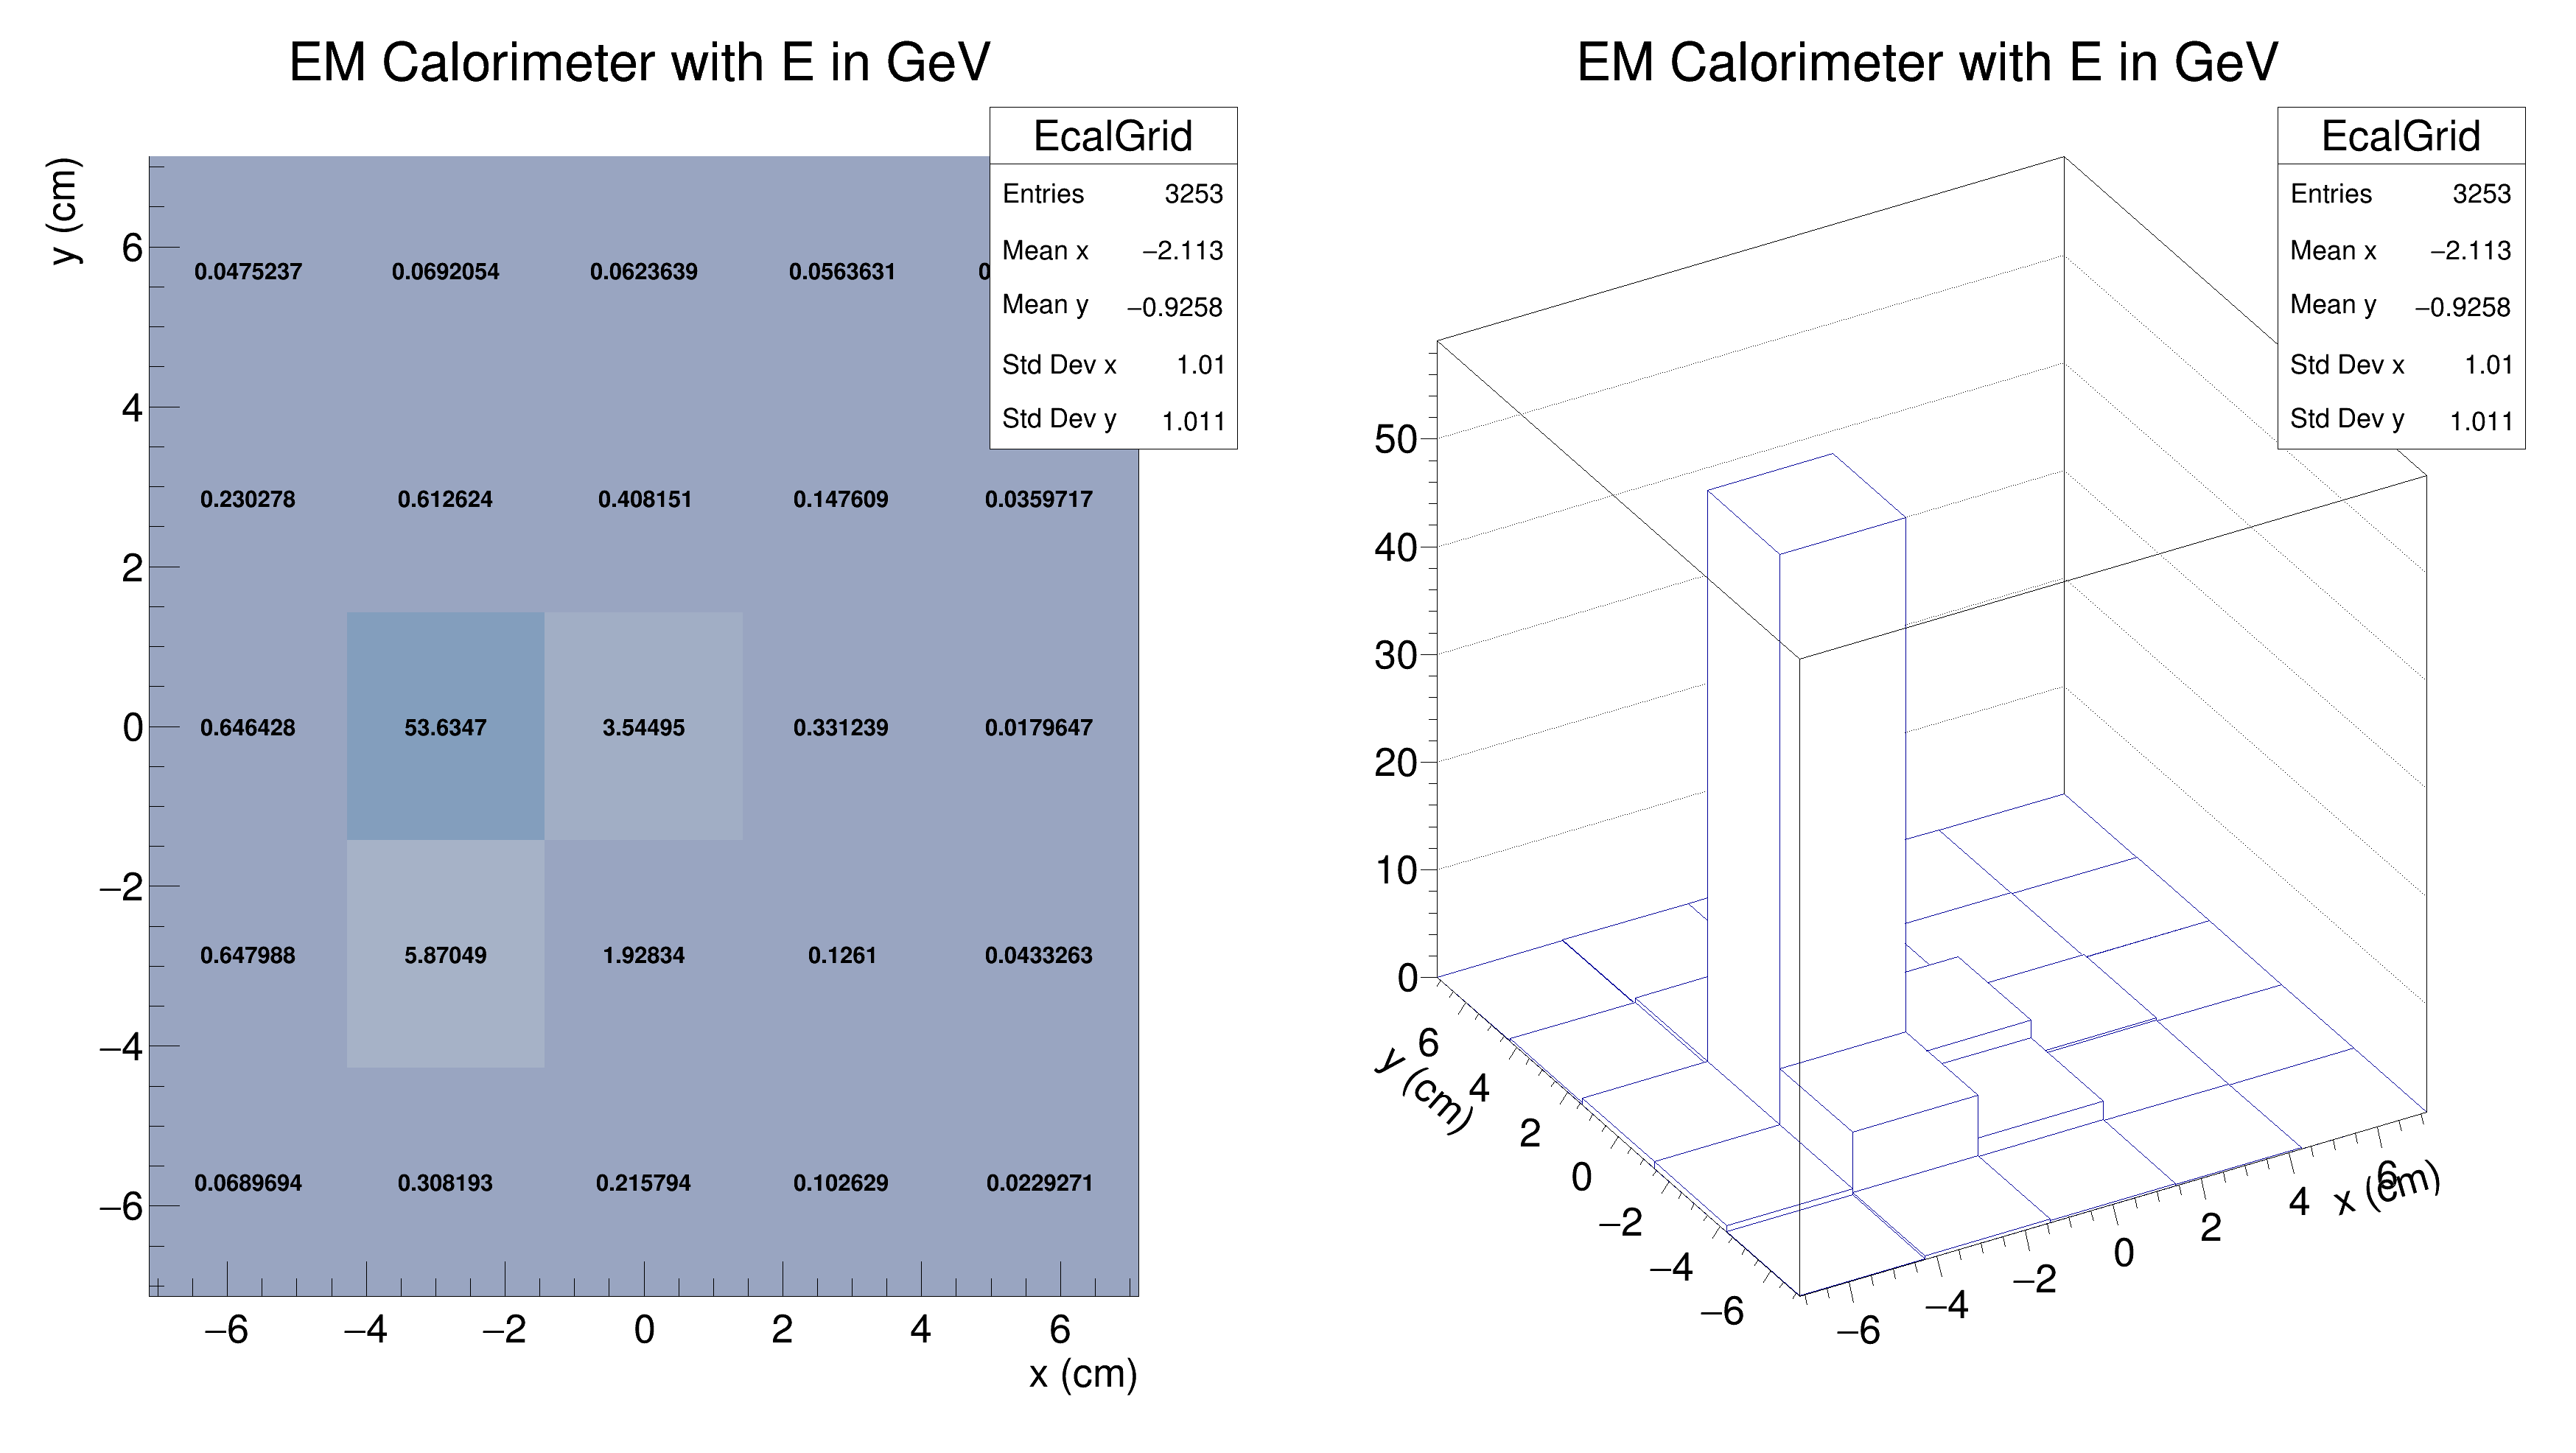 EM Calorimeter with E in GeV
EcalGrid
Entries 3253
Mean x −2.113
Mean y −0.9258
Std Dev x 1.01
Std Dev y 1.011
y (cm)
6
4
2
0
−2
−4
−6
0.0475237 0.0692054 0.0623639 0.0563631
0.230278 0.612624 0.408151 0.147609 0.0359717
0.646428 53.6347 3.54495 0.331239 0.0179647
0.647988 5.87049 1.92834 0.1261 0.0433263
0.0689694 0.308193 0.215794 0.102629 0.0229271
−6 −4 −2 0 2 4 6
x (cm)
EM Calorimeter with E in GeV
EcalGrid
Entries 3253
Mean x −2.113
Mean y −0.9258
Std Dev x 1.01
Std Dev y 1.011
50
40
30
20
10
0
6
4
2
0
−2
−4
−6
y (cm)
−6
−4
−2
0
2
4
6
x (cm)